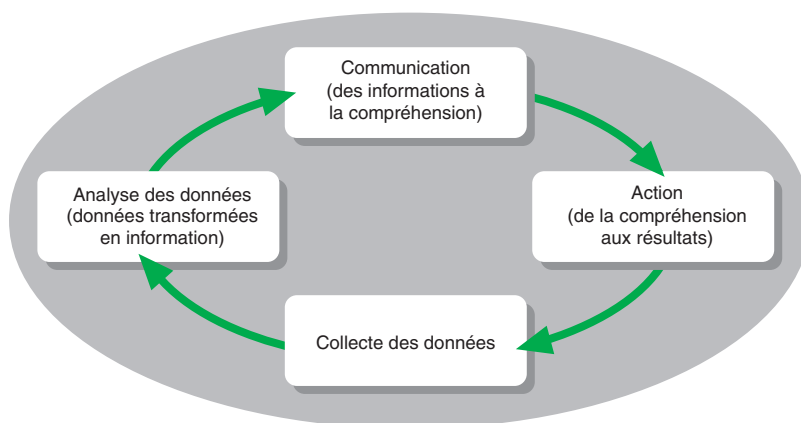 Communication
(des informations à
la compréhension)
Analyse des données
(données transformées
en information)
Action
(de la compréhension
aux résultats)
Collecte des données